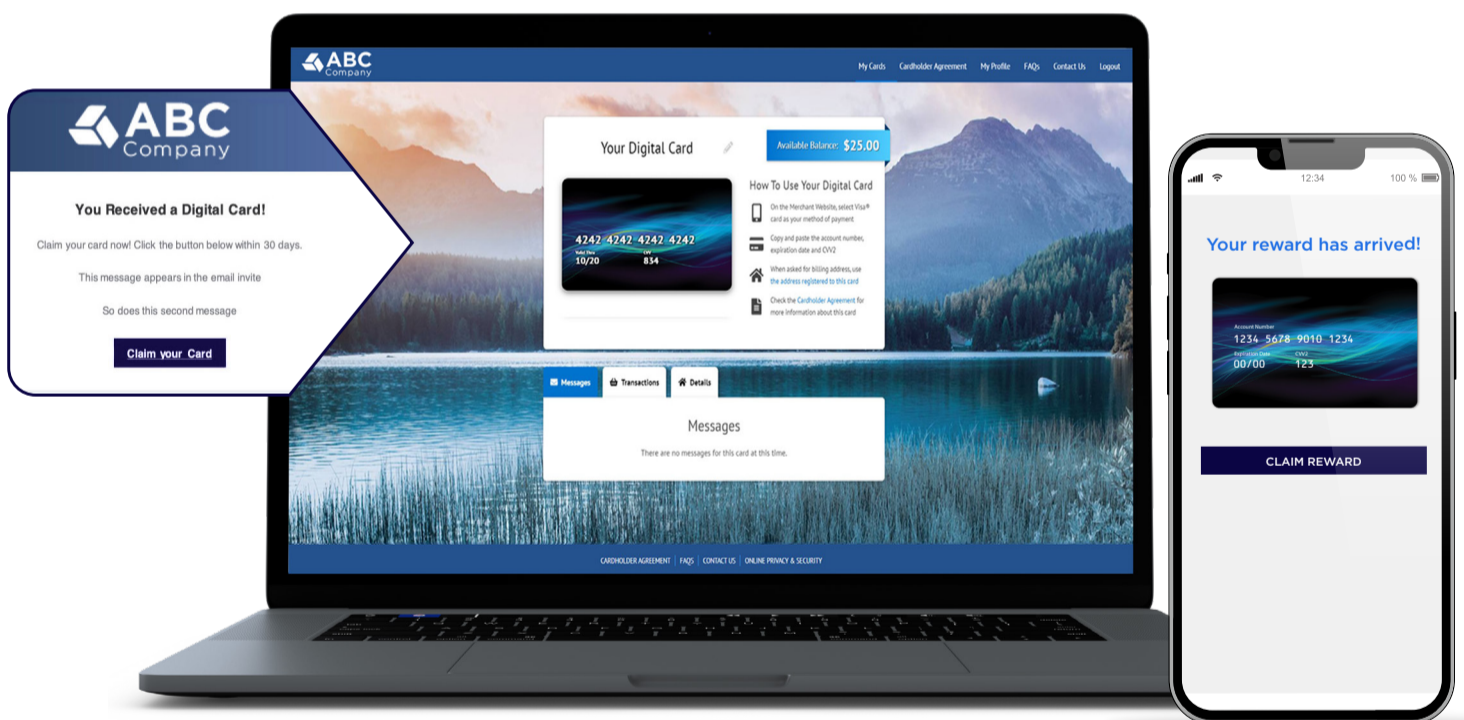 ABC
Company
You Received a Digital Card!
Claim your card now! Click the button below within 30 days.
This message appears in the email invite
So does this second message
Claim your Card
ABC
Company
My Cards Cardholder Agreement My Profile FAQs Contact Us Logout
Your Digital Card
Available Balance: $25.00
4242 4242 4242 4242
Valid Thru CVV
10/20 834
How To Use Your Digital Card
On the Merchant Website, select Visa®
card as your method of payment
Copy and paste the account number,
expiration date and CVV2
When asked for billing address, use
the address registered to this card
Check the Cardholder Agreement for
more information about this card
Messages Transactions Details
Messages
There are no messages for this card at this time.
CARDHOLDER AGREEMENT | FAQS | CONTACT US | ONLINE PRIVACY & SECURITY
12:34 100 %
Your reward has arrived!
Account Number
1234 5678 9010 1234
Expiration Date CVV2
00/00 123
CLAIM REWARD